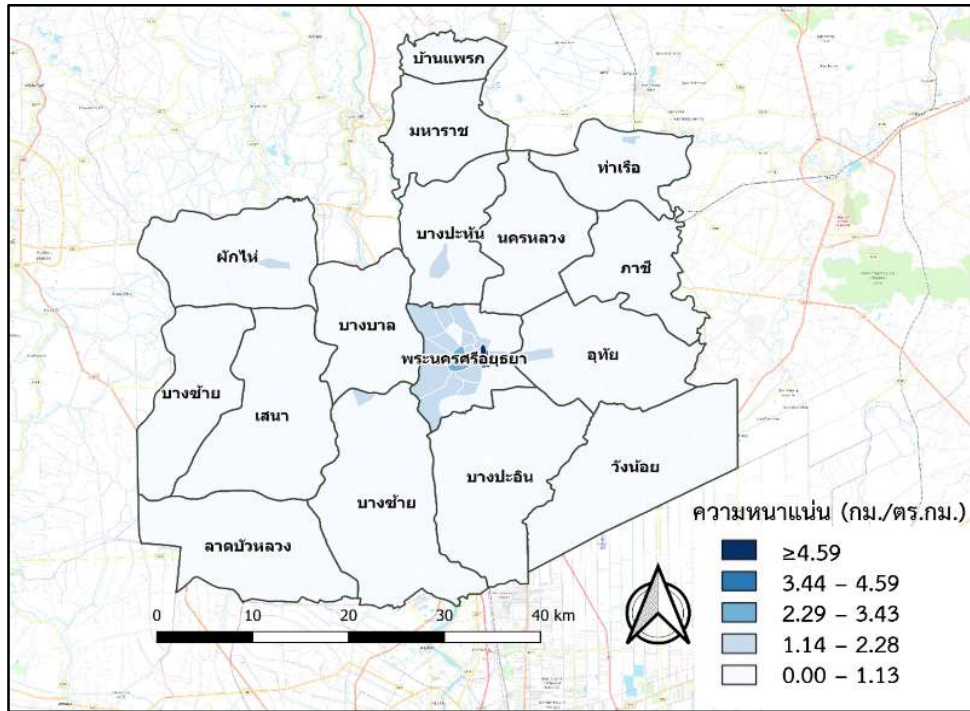 บ้านแพรก
มหาราช
ท่าเรือ
บางปะหัน
นครหลวง
ผักไห่
ภาชี
บางบาล
พระนครศรีอยุธยา
อุทัย
บางซ้าย
เสนา
บางปะอิน
วังน้อย
บางซ้าย
ลาดบัวหลวง
ความหนาแน่น (กม./ตร.กม.)
≥4.59
3.44 – 4.59
2.29 – 3.43
1.14 – 2.28
0.00 – 1.13
0 10 20 30 40 km